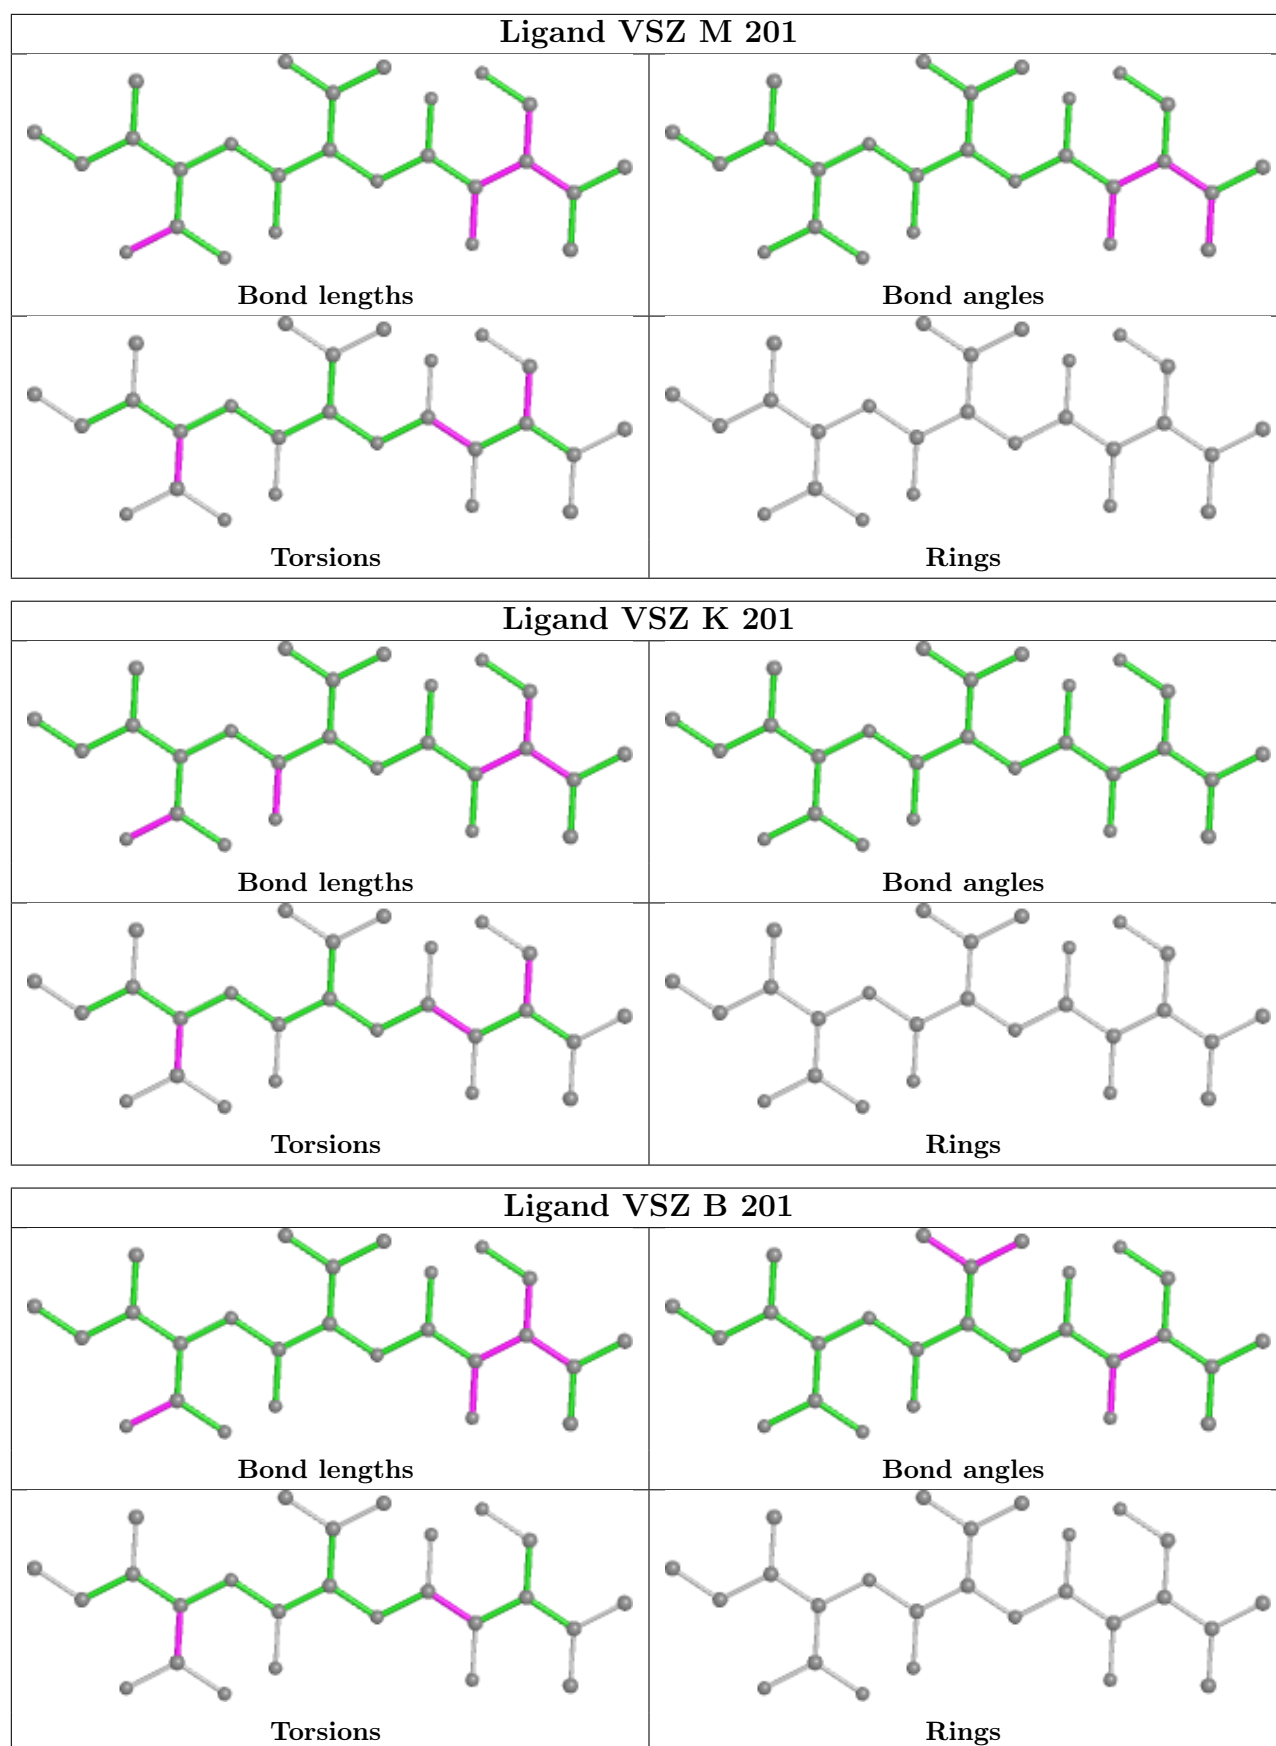 Ligand VSZ M 201
Bond lengths
Bond angles
Torsions
Rings
Ligand VSZ K 201
Bond lengths
Bond angles
Torsions
Rings
Ligand VSZ B 201
Bond lengths
Bond angles
Torsions
Rings